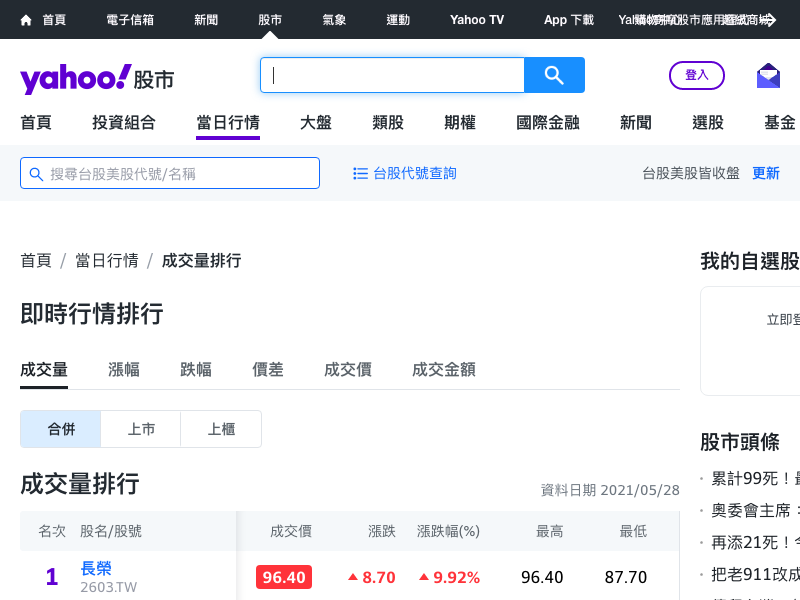 首頁 電子信箱 新聞 股市 氣象 運動 Yahoo TV App 下載
yahoo!股市
登入
首頁 投資組合 當日行情 大盤 類股 期權 國際金融 新聞 選股 基金
搜尋台股美股代號/名稱 台股代號查詢 台股美股皆收盤 更新
首頁 / 當日行情 / 成交量排行
我的自選股
即時行情排行
立即登
成交量 漲幅 跌幅 價差 成交價 成交金額
合併 上市 上櫃
股市頭條
成交量排行
資料日期 2021/05/28
累計99死！
奧委會主席：
再添21死！
把老911改成
名次 股名/股號 成交價 漲跌 漲跌幅(%) 最高 最低
1 長榮 96.40 8.70 9.92% 96.40 87.70
2603.TW